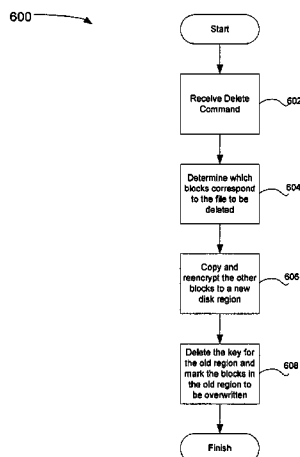 600
Start
Receive Delete
Command
602
Determine which
blocks correspond
to the file to be
deleted
604
Copy and
reencrypt the other
blocks to a new
disk region
606
Delete the key for
the old region and
mark the blocks in
the old region to
be overwritten
608
Finish